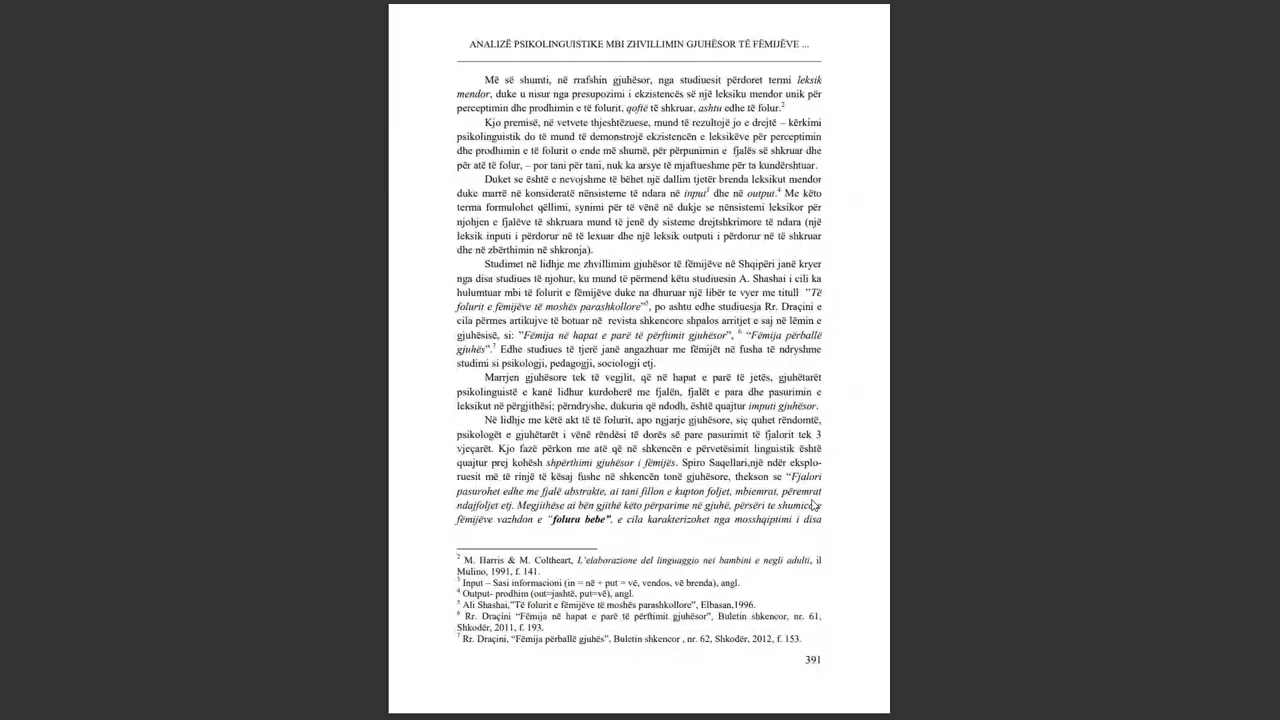 ANALIZË PSIKOLINGUISTIKE MBI ZHVILLIMIN GJUHËSOR TË FËMIJËVE ...
Më së shumti, në rrafshin gjuhësor, nga studiuesit përdoret termi leksik
mendor, duke u nisur nga presupozimi i ekzistencës së një leksiku mendor unik për
perceptimin dhe prodhimin e të folurit, qoftë të shkruar, ashtu edhe të folur.2
Kjo premisë, në vetvete thjeshtëzuese, mund të rezultojë jo e drejtë – kërkimi
psikolinguistik do të mund të demonstrojë ekzistencën e leksikëve për perceptimin
dhe prodhimin e të folurit o ende më shumë, për përpunimin e fjalës së shkruar dhe
për atë të folur, – por tani për tani, nuk ka arsye të mjaftueshme për ta kundërshtuar.
Duket se është e nevojshme të bëhet një dallim tjetër brenda leksikut mendor
duke marrë në konsideratë nënsisteme të ndara në input3 dhe në output.4 Me këto
terma formulohet qëllimi, synimi për të vënë në dukje se nënsistemi leksikor për
njohjen e fjalëve të shkruara mund të jenë dy sisteme drejtshkrimore të ndara (një
leksik inputi i përdorur në të lexuar dhe një leksik outputi i përdorur në të shkruar
dhe në zbërthimin në shkronja).
Studimet në lidhje me zhvillimim gjuhësor të fëmijëve në Shqipëri janë kryer
nga disa studiues të njohur, ku mund të përmend këtu studiuesin A. Shashai i cili ka
hulumtuar mbi të folurit e fëmijëve duke na dhuruar një libër te vyer me titull "Të
folurit e fëmijëve të moshës parashkollore"5, po ashtu edhe studiuesja Rr. Draçini e
cila përmes artikujve të botuar në revista shkencore shpalos arritjet e saj në lëmin e
gjuhësisë, si: "Fëmija në hapat e parë të përftimit gjuhësor", 6 “Fëmija përballë
gjuhës”.7 Edhe studiues të tjerë janë angazhuar me fëmijët në fusha të ndryshme
studimi si psikologji, pedagogji, sociologji etj.
Marrjen gjuhësore tek të vegjlit, që në hapat e parë të jetës, gjuhëtarët
psikolinguistë e kanë lidhur kurdoherë me fjalën, fjalët e para dhe pasurimin e
leksikut në përgjithësi; përndryshe, dukuria që ndodh, është quajtur imputi gjuhësor.
Në lidhje me këtë akt të të folurit, apo ngjarje gjuhësore, siç quhet rëndomtë,
psikologët e gjuhëtarët i vënë rëndësi të dorës së pare pasurimit të fjalorit tek 3
vjeçarët. Kjo fazë përkon me atë që në shkencën e përvetësimit linguistik është
quajtur prej kohësh shpërthimi gjuhësor i fëmijës. Spiro Saqellari,një ndër eksplo-
ruesit më të rinjë të kësaj fushe në shkencën tonë gjuhësore, thekson se “Fjalori
pasurohet edhe me fjalë abstrakte, ai tani fillon e kupton foljet, mbiemrat, përemrat
ndajfoljet etj. Megjithëse ai bën gjithë këto përparime në gjuhë, përsëri te shumica e
fëmijëve vazhdon e “folura bebe”, e cila karakterizohet nga mosshqiptimi i disa
2 M. Harris & M. Coltheart, L’elaborazione del linguaggio nei bambini e negli adulti, il
Mulino, 1991, f. 141.
3 Input – Sasi informacioni (in = në + put = vë, vendos, vë brenda), angl.
4 Output- prodhim (out=jashtë, put=vë), angl.
5 Ali Shashai,”Të folurit e fëmijëve të moshës parashkollore”, Elbasan,1996.
6 Rr. Draçini “Fëmija në hapat e parë të përftimit gjuhësor”, Buletin shkencor, nr. 61,
Shkodër, 2011, f. 193.
7 Rr. Draçini, “Fëmija përballë gjuhës”, Buletin shkencor , nr. 62, Shkodër, 2012, f. 153.
391